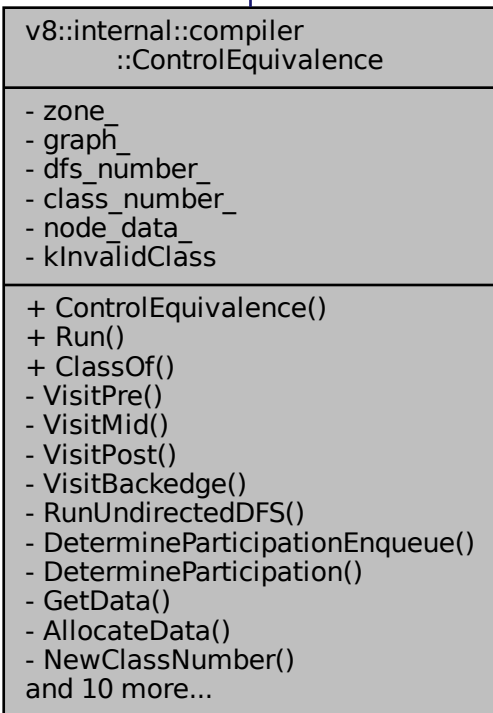 v8::internal::compiler
::ControlEquivalence
- zone_
- graph_
- dfs_number_
- class_number_
- node_data_
- kInvalidClass
+ ControlEquivalence()
+ Run()
+ ClassOf()
- VisitPre()
- VisitMid()
- VisitPost()
- VisitBackedge()
- RunUndirectedDFS()
- DetermineParticipationEnqueue()
- DetermineParticipation()
- GetData()
- AllocateData()
- NewClassNumber()
and 10 more...